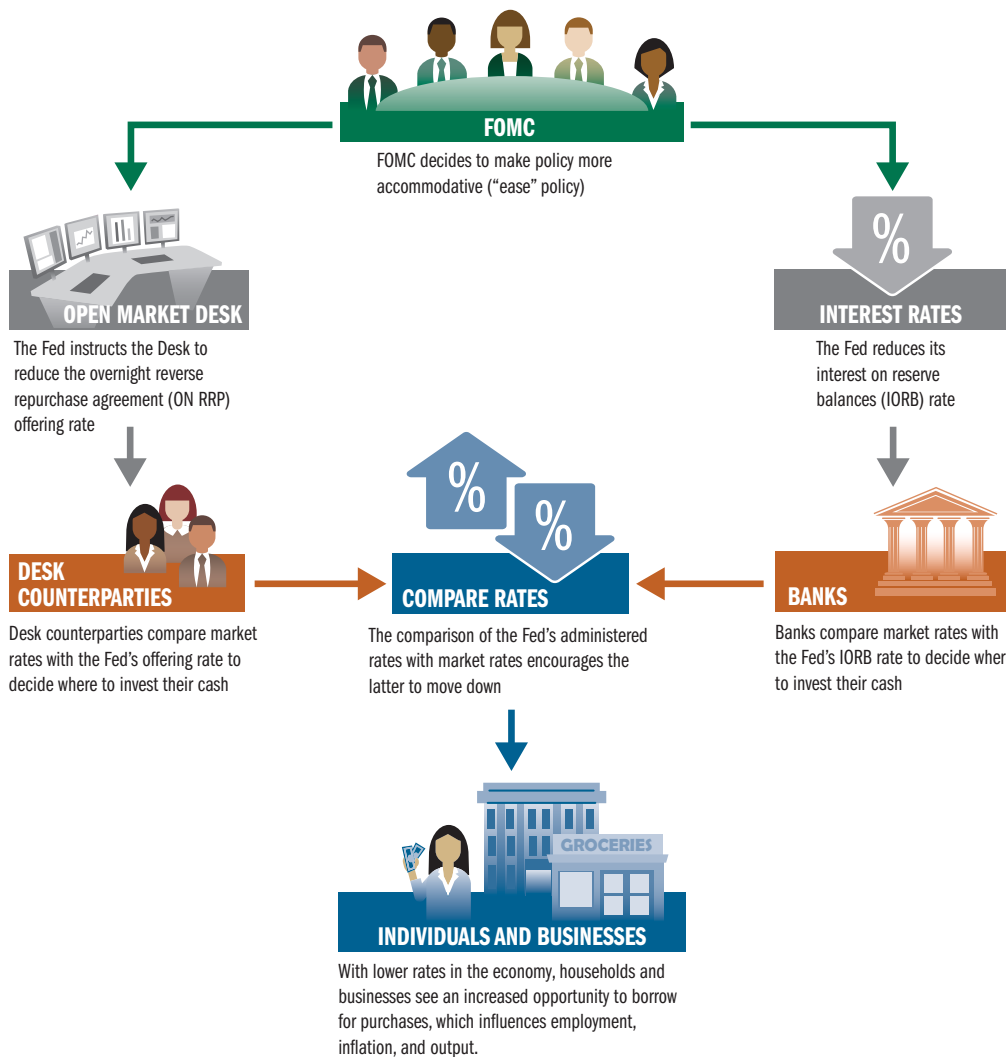 FOMC
FOMC decides to make policy more
accommodative (“ease” policy)
OPEN MARKET DESK
The Fed instructs the Desk to
reduce the overnight reverse
repurchase agreement (ON RRP)
offering rate
%
INTEREST RATES
The Fed reduces its
interest on reserve
balances (IORB) rate
DESK
COUNTERPARTIES
Desk counterparties compare market
rates with the Fed’s offering rate to
decide where to invest their cash
%
%
COMPARE RATES
The comparison of the Fed’s administered
rates with market rates encourages the
latter to move down
BANKS
Banks compare market rates with
the Fed’s IORB rate to decide wher
to invest their cash
GROCERIES
INDIVIDUALS AND BUSINESSES
With lower rates in the economy, households and
businesses see an increased opportunity to borrow
for purchases, which influences employment,
inflation, and output.